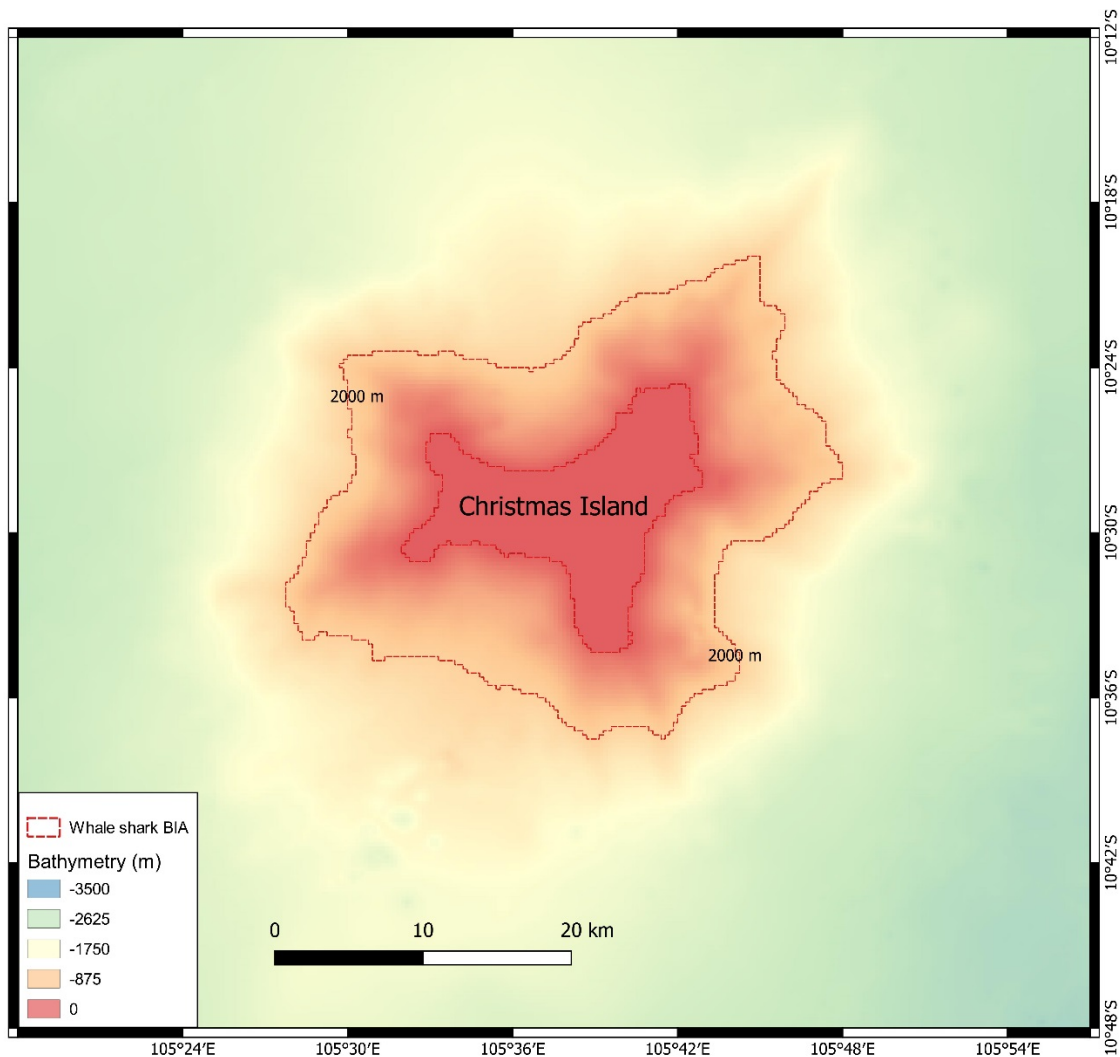 10°12'S
10°18'S
10°24'S
2000 m
Christmas Island
10°30'S
2000 m
10°36'S
Whale shark BIA
Bathymetry (m)
-3500
-2625
-1750
-875
0
0 10 20 km
10°42'S
10°48'S
105°24'E 105°30'E 105°36'E 105°42'E 105°48'E 105°54'E